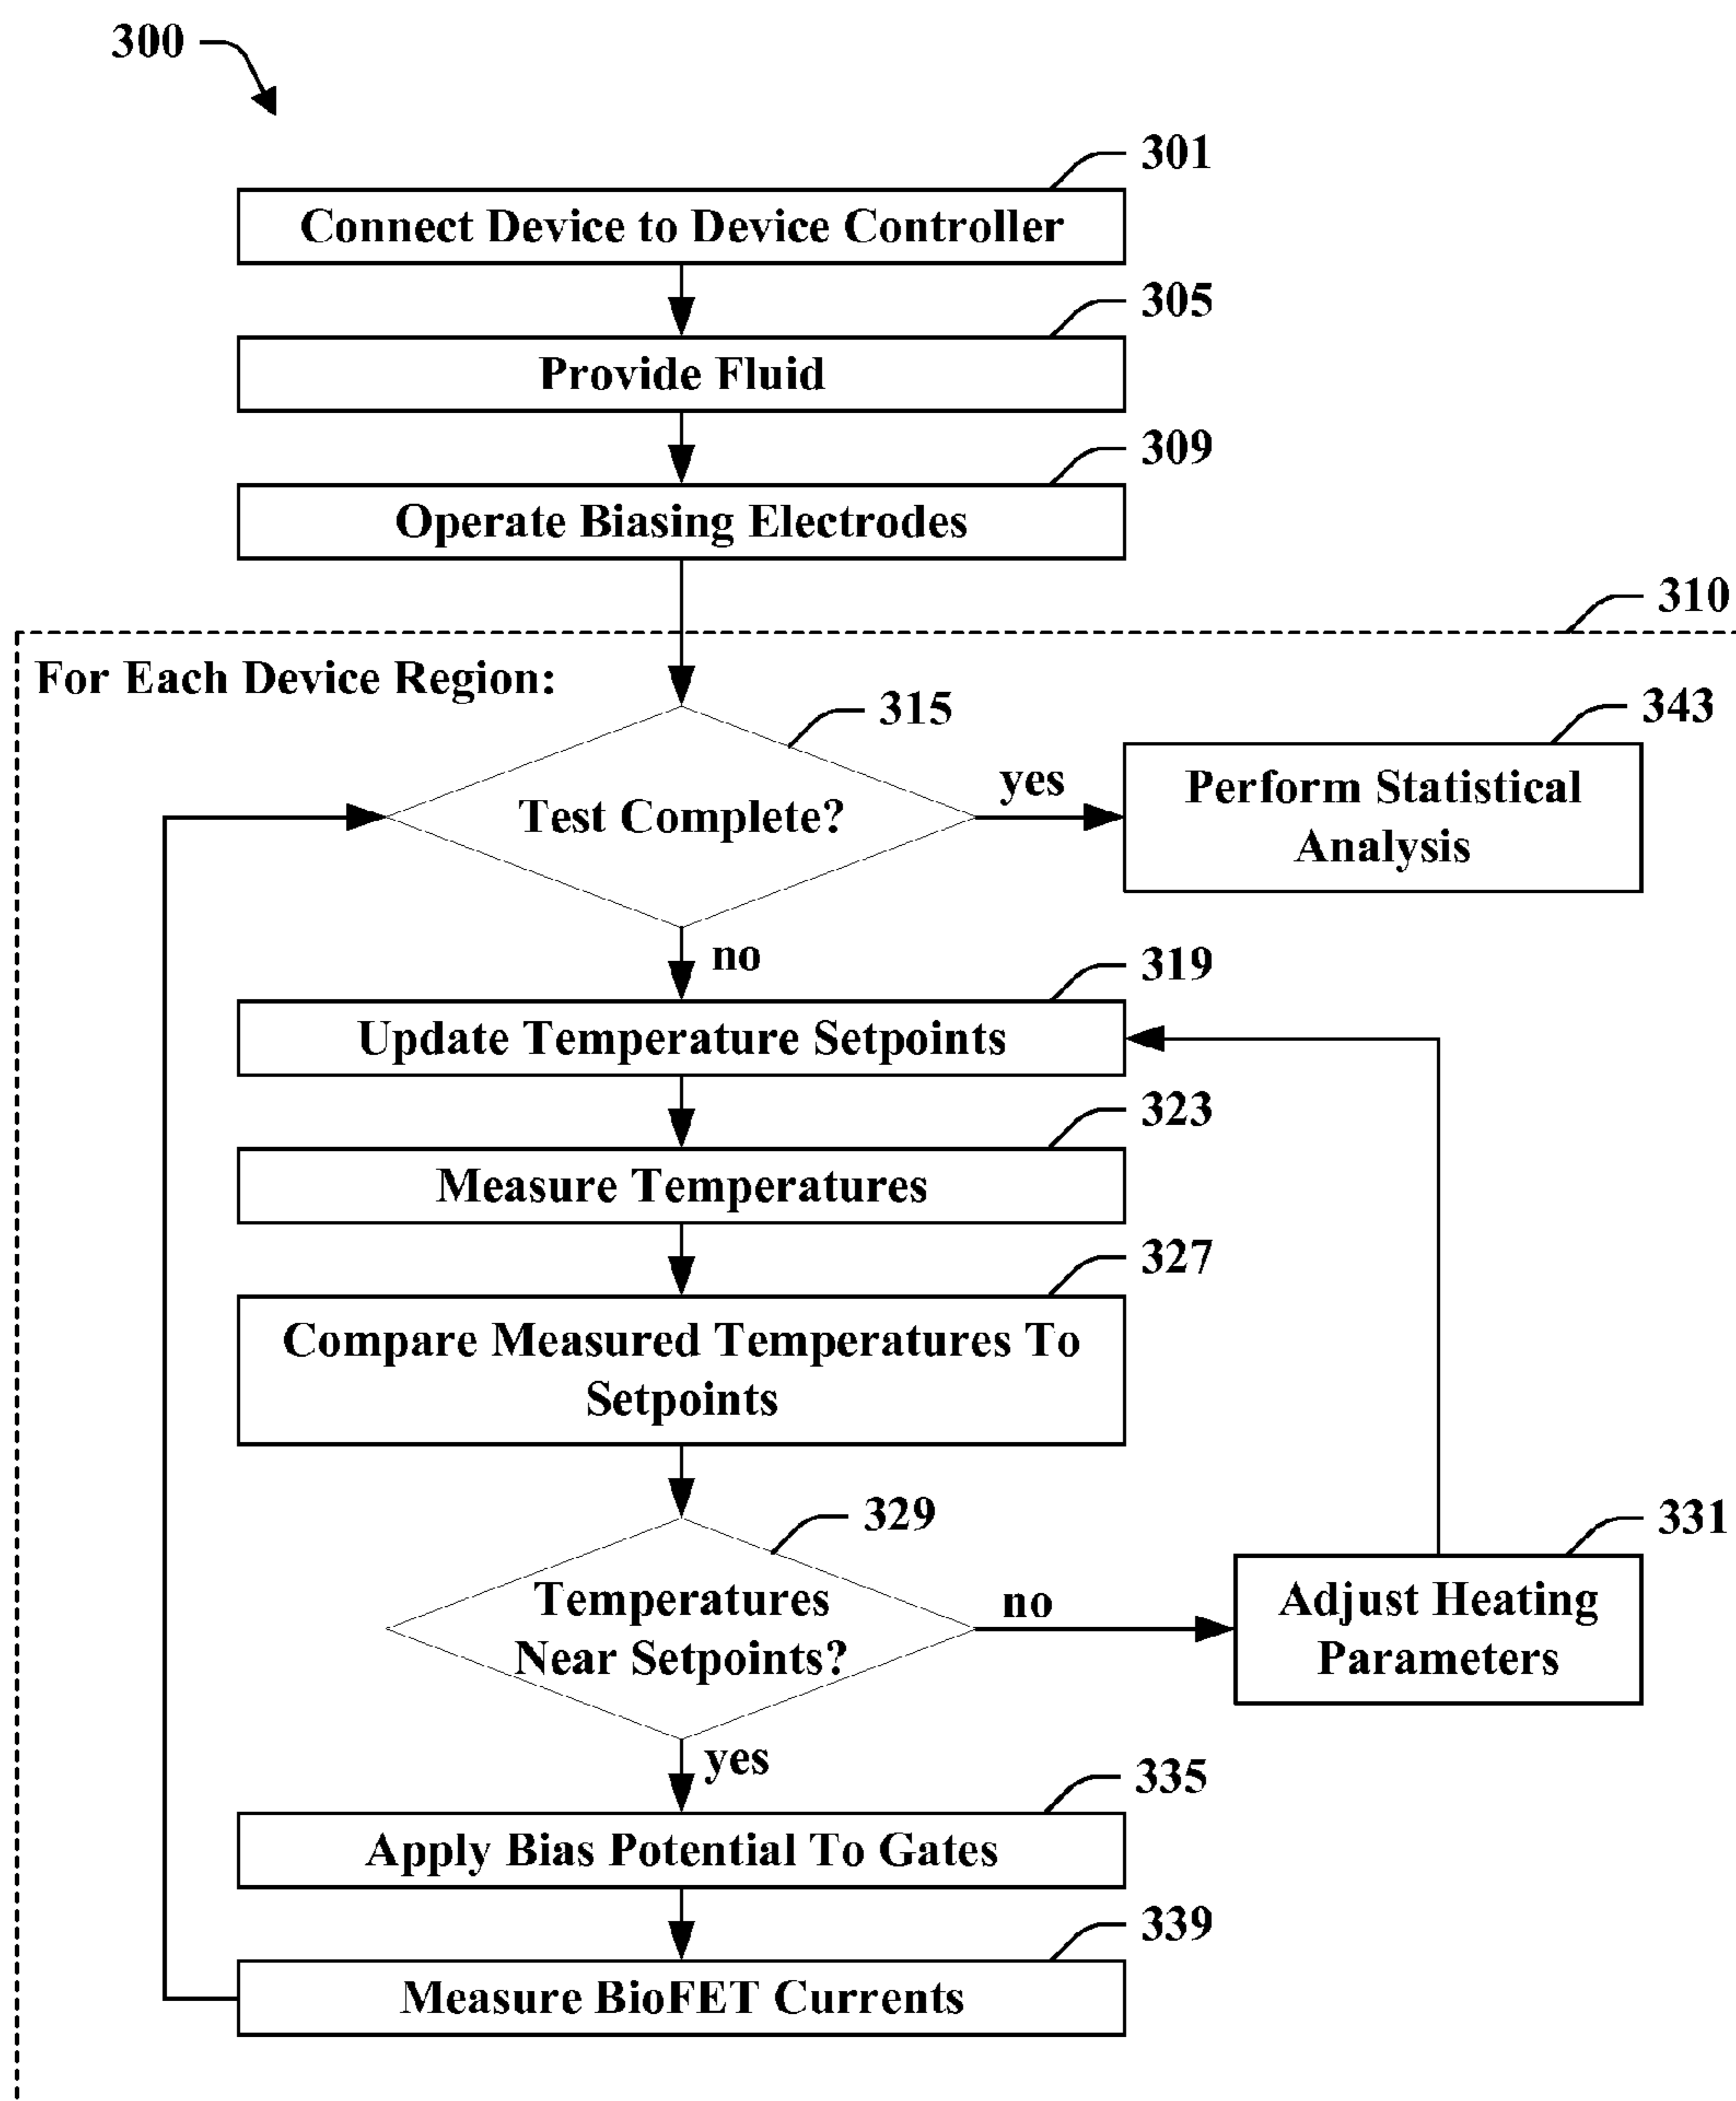 300
301
Connect Device to Device Controller
305
Provide Fluid
309
Operate Biasing Electrodes
310
For Each Device Region:
315
Test Complete?
yes
343
Perform Statistical
Analysis
no
319
Update Temperature Setpoints
323
Measure Temperatures
327
Compare Measured Temperatures To
Setpoints
329
Temperatures
Near Setpoints?
no
331
Adjust Heating
Parameters
yes
335
Apply Bias Potential To Gates
339
Measure BioFET Currents